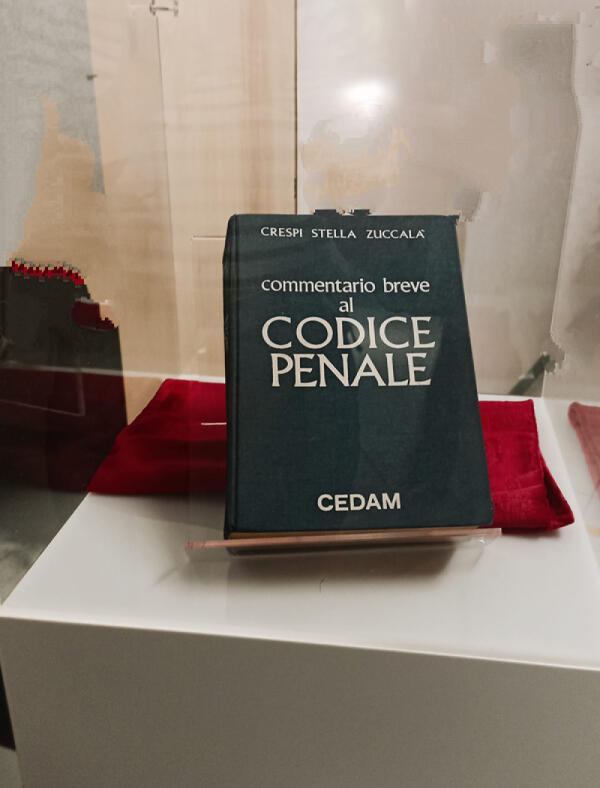 CRESPI STELLA ZUCCALÀ
commentario breve
al
CODICE
PENALE
CEDAM